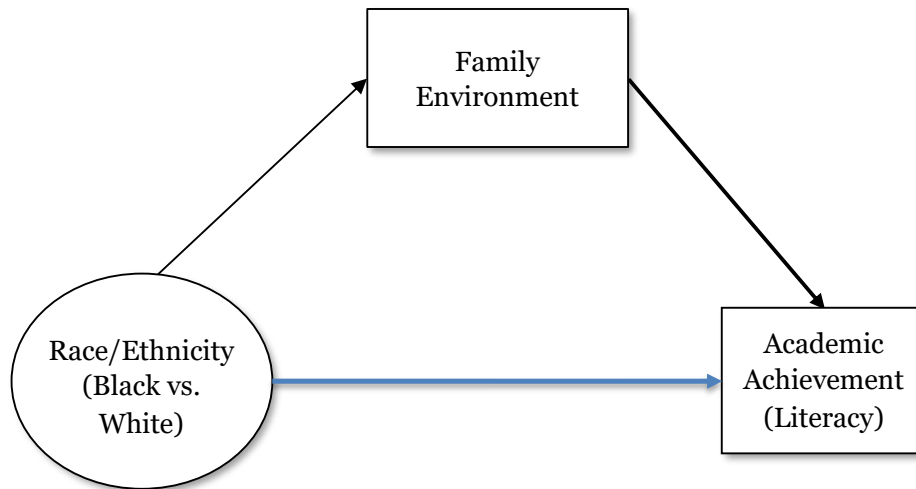 Family
Environment
Race/Ethnicity
(Black vs.
White)
Academic
Achievement
(Literacy)